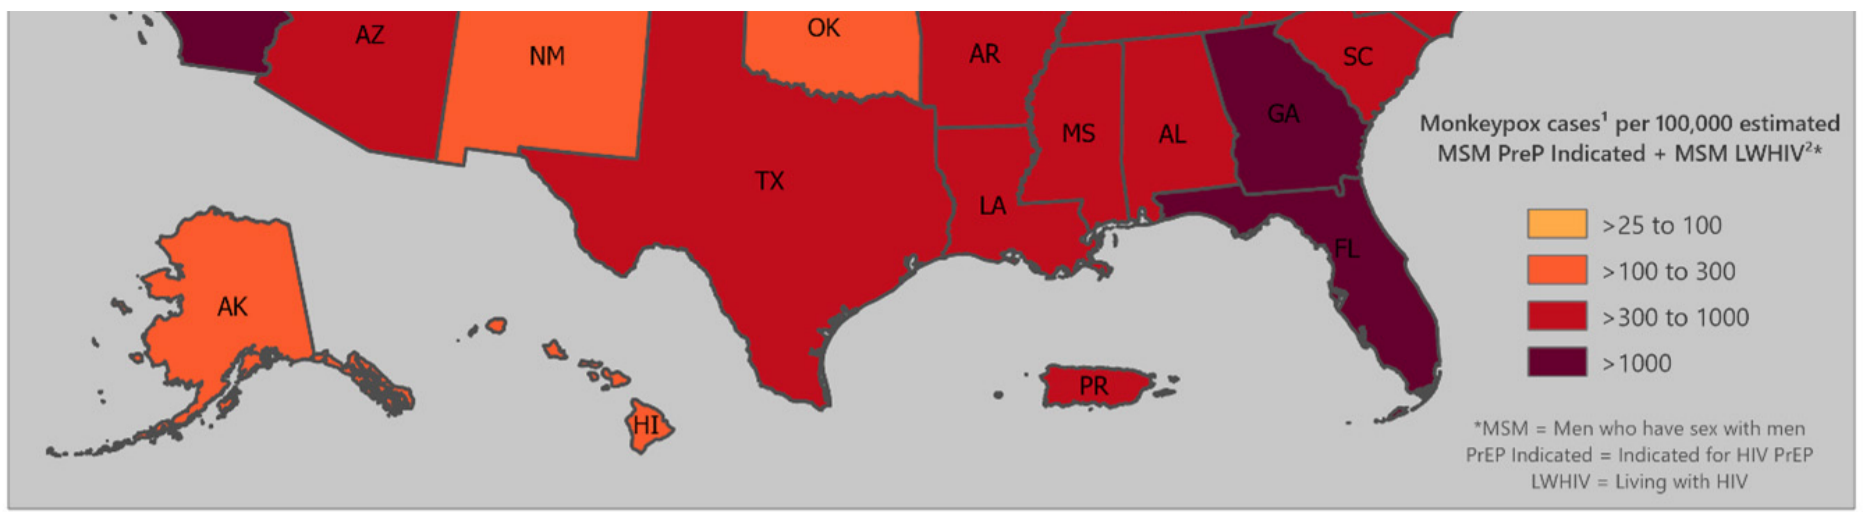 OK
AZ
NM
AR
SC
GA
MS
AL
TX
LA
FL
AK
HI
PR
Monkeypox cases¹ per 100,000 estimated
MSM PreP Indicated + MSM LWHIV²*
>25 to 100
>100 to 300
>300 to 1000
>1000
*MSM = Men who have sex with men
PrEP Indicated = Indicated for HIV PrEP
LWHIV = Living with HIV